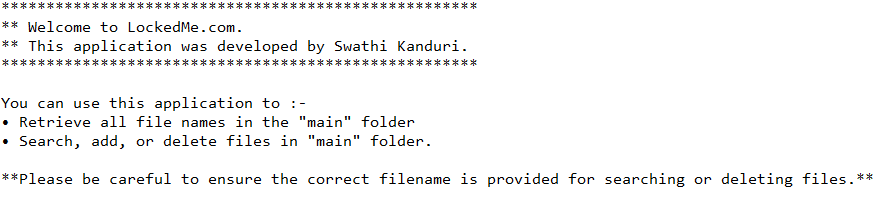 *****************************************************
** Welcome to LockedMe.com.
** This application was developed by Swathi Kanduri.
*****************************************************
You can use this application to :-
• Retrieve all file names in the "main" folder
• Search, add, or delete files in "main" folder.
**Please be careful to ensure the correct filename is provided for searching or deleting files.**